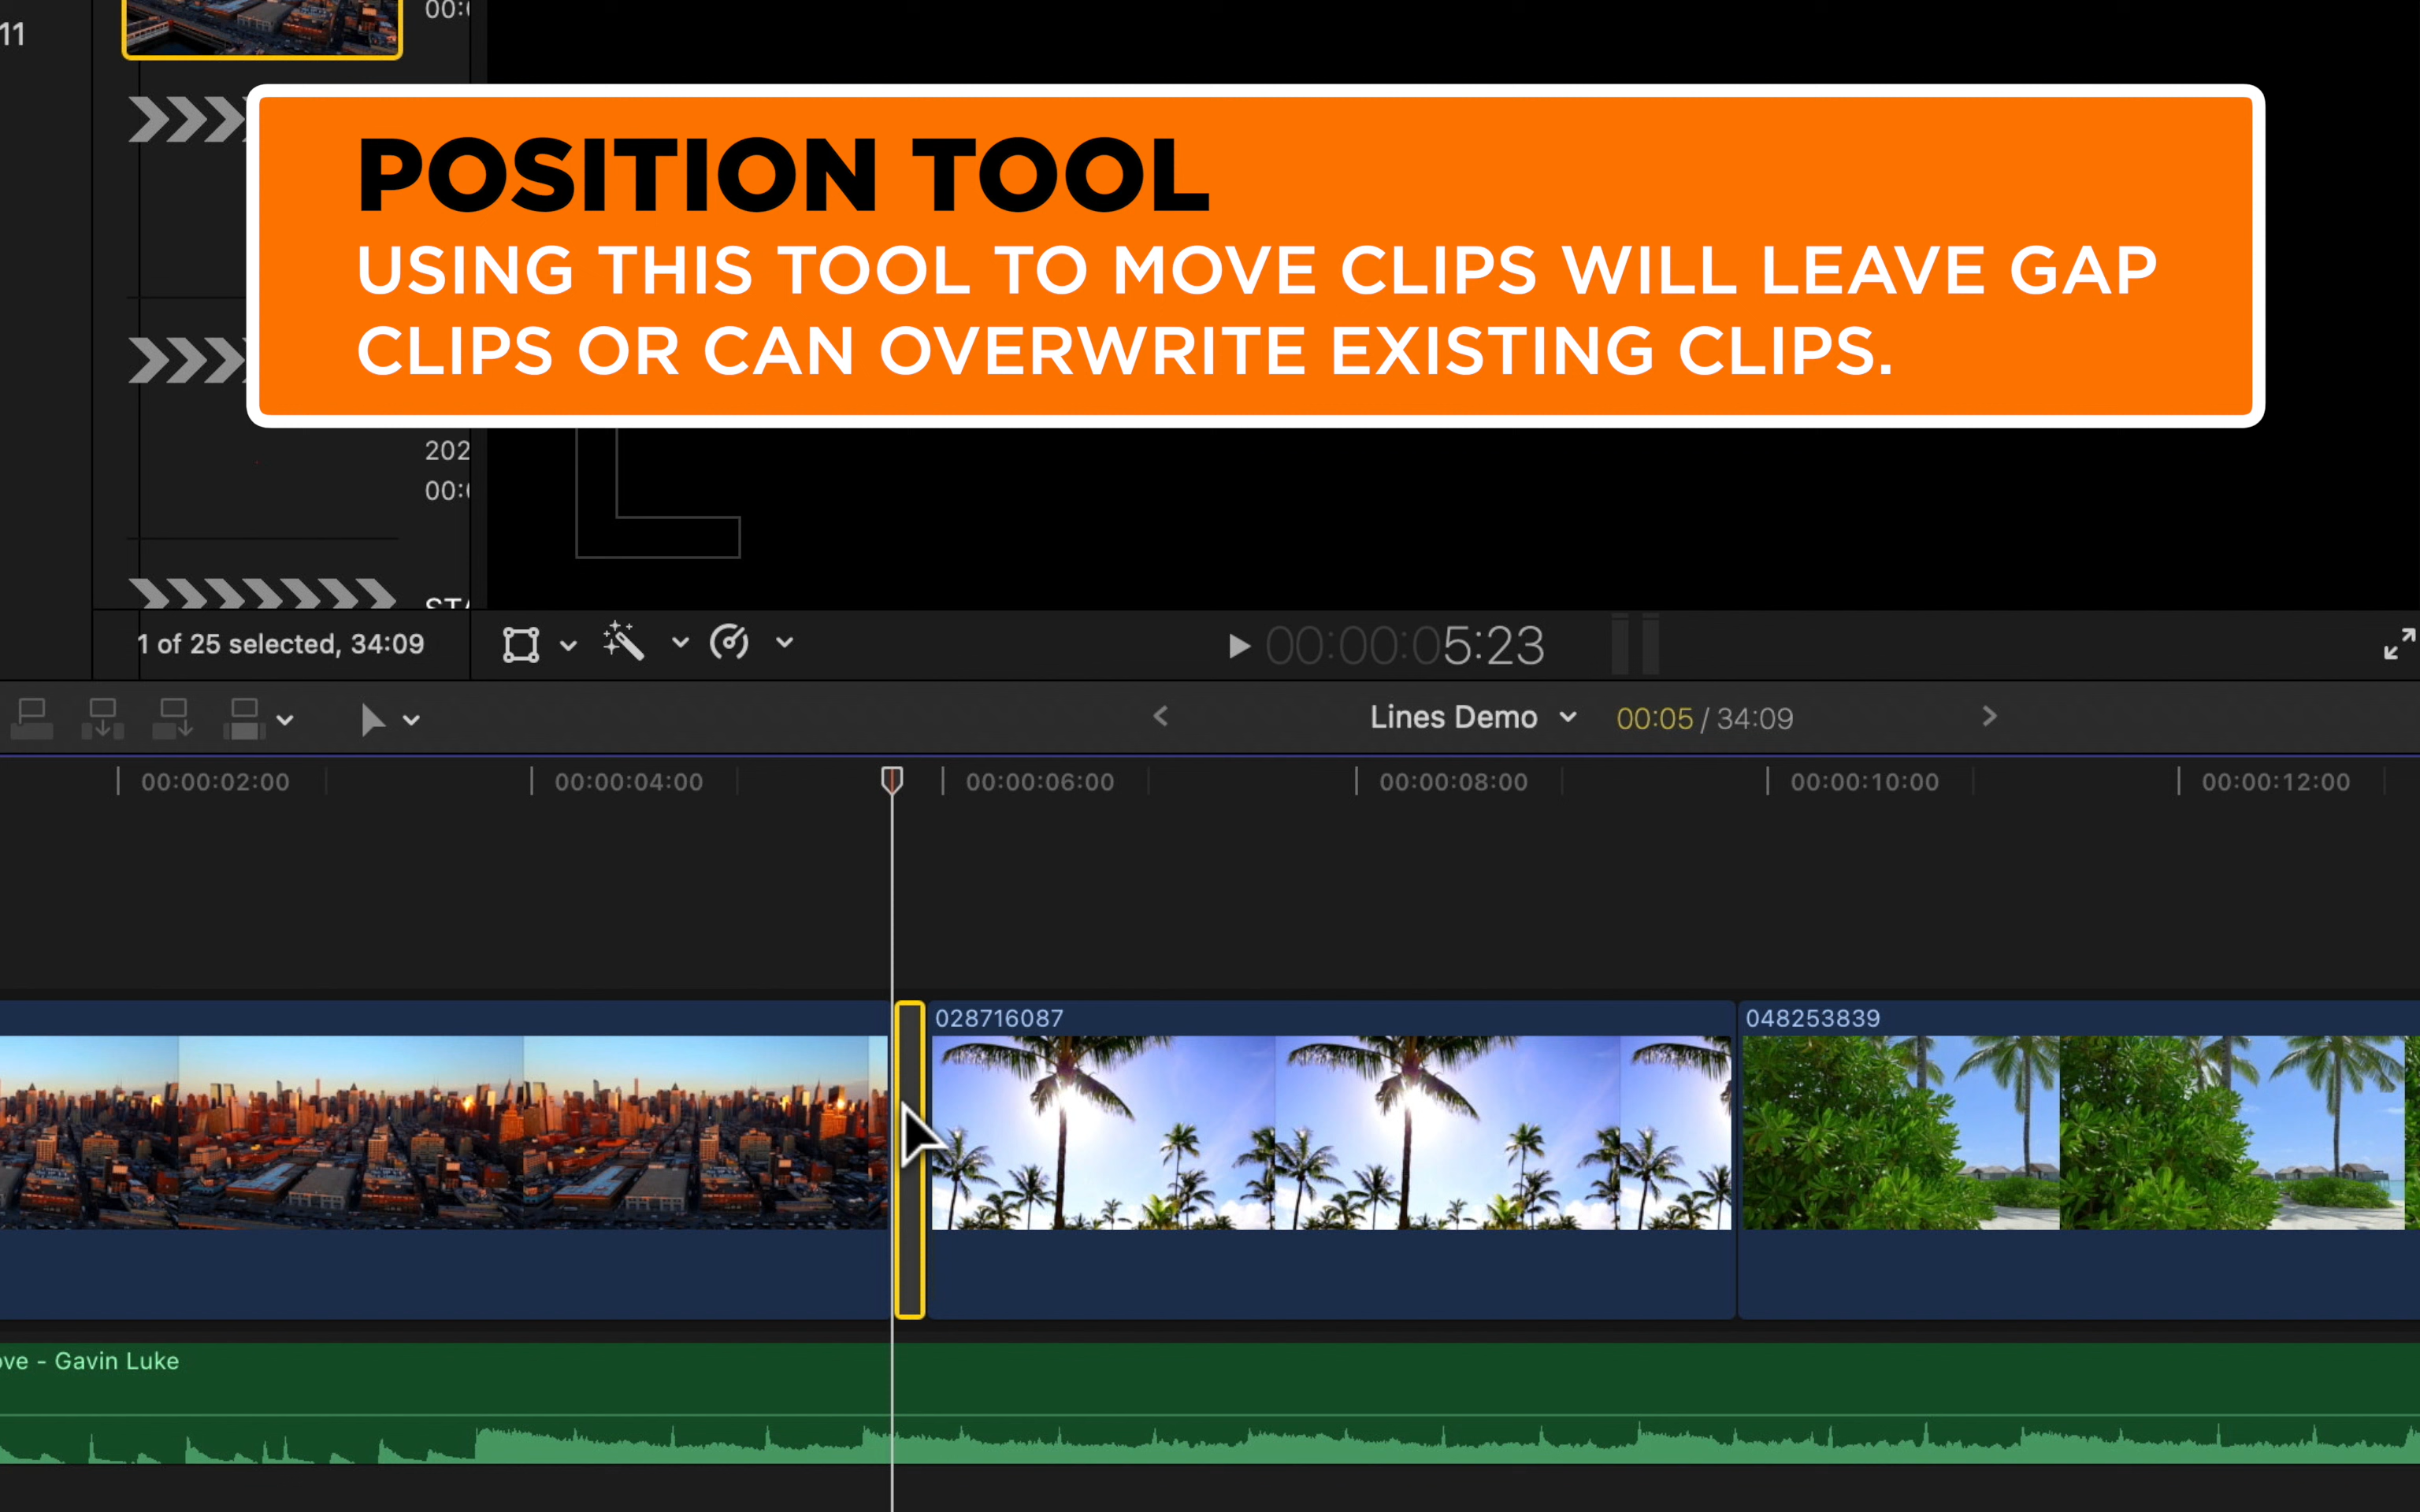 11
POSITION TOOL
USING THIS TOOL TO MOVE CLIPS WILL LEAVE GAP
CLIPS OR CAN OVERWRITE EXISTING CLIPS.
202
1 of 25 selected, 34:09
00:00:05:23
Lines Demo
00:05 / 34:09
00:00:02:00
00:00:04:00
00:00:06:00
00:00:08:00
00:00:10:00
00:00:12:00
028716087
048253839
ve - Gavin Luke